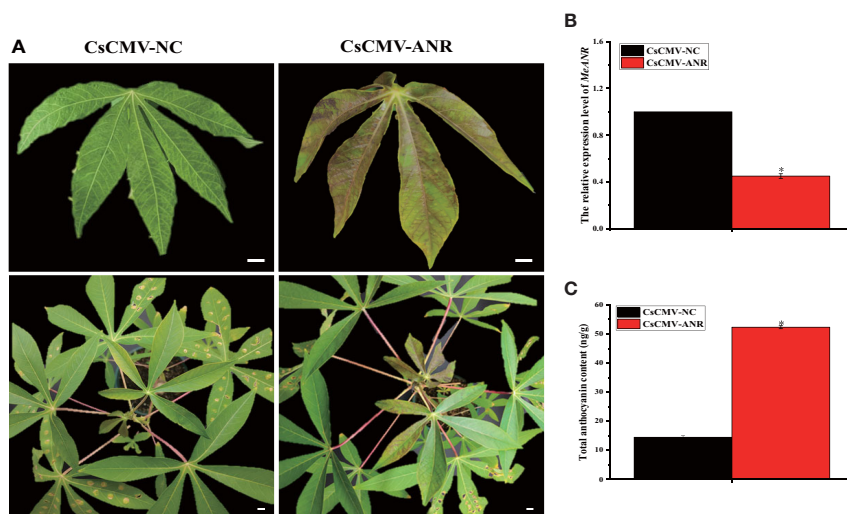 A
CsCMV-NC
CsCMV-ANR
B
The relative expression level of MeANR
1.6
1.2
0.8
0.4
0.0
CsCMV-NC
CsCMV-ANR
*
C
Total anthocyanin content (ng/g)
60
50
40
30
20
10
0
CsCMV-NC
CsCMV-ANR
*